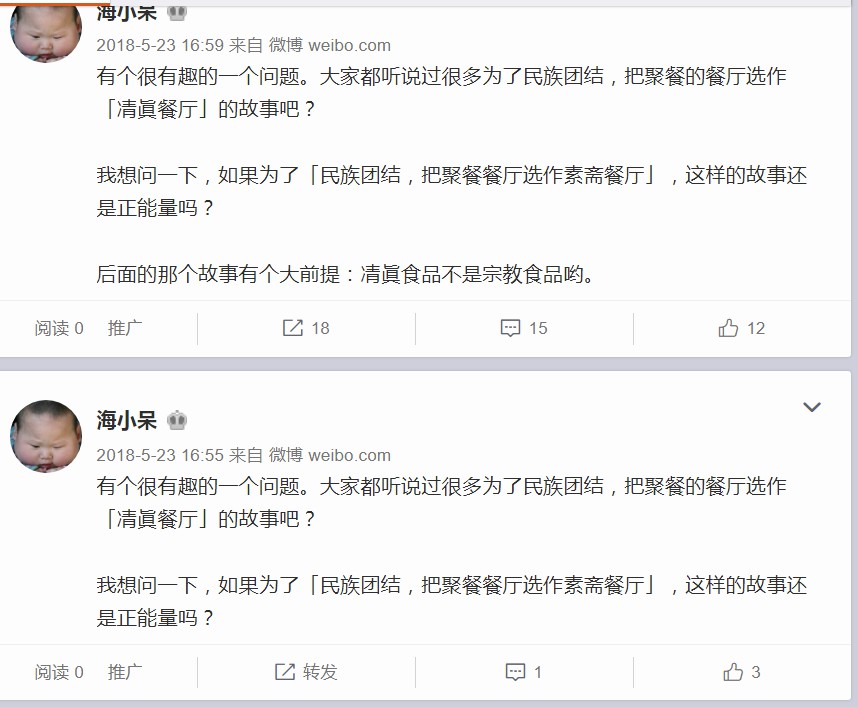 海小呆
2018-5-23 16:59 来自 微博 weibo.com
有个很有趣的一个问题。大家都听说过很多为了民族团结，把聚餐的餐厅选作
「凊眞餐厅」的故事吧？
我想问一下，如果为了「民族团结，把聚餐餐厅选作素斋餐厅」，这样的故事还
是正能量吗？
后面的那个故事有个大前提：凊眞食品不是宗教食品哟。
阅读 0 推广 18 15 12
海小呆
2018-5-23 16:55 来自 微博 weibo.com
有个很有趣的一个问题。大家都听说过很多为了民族团结，把聚餐的餐厅选作
「凊眞餐厅」的故事吧？
我想问一下，如果为了「民族团结，把聚餐餐厅选作素斋餐厅」，这样的故事还
是正能量吗？
阅读 0 推广 转发 1 3